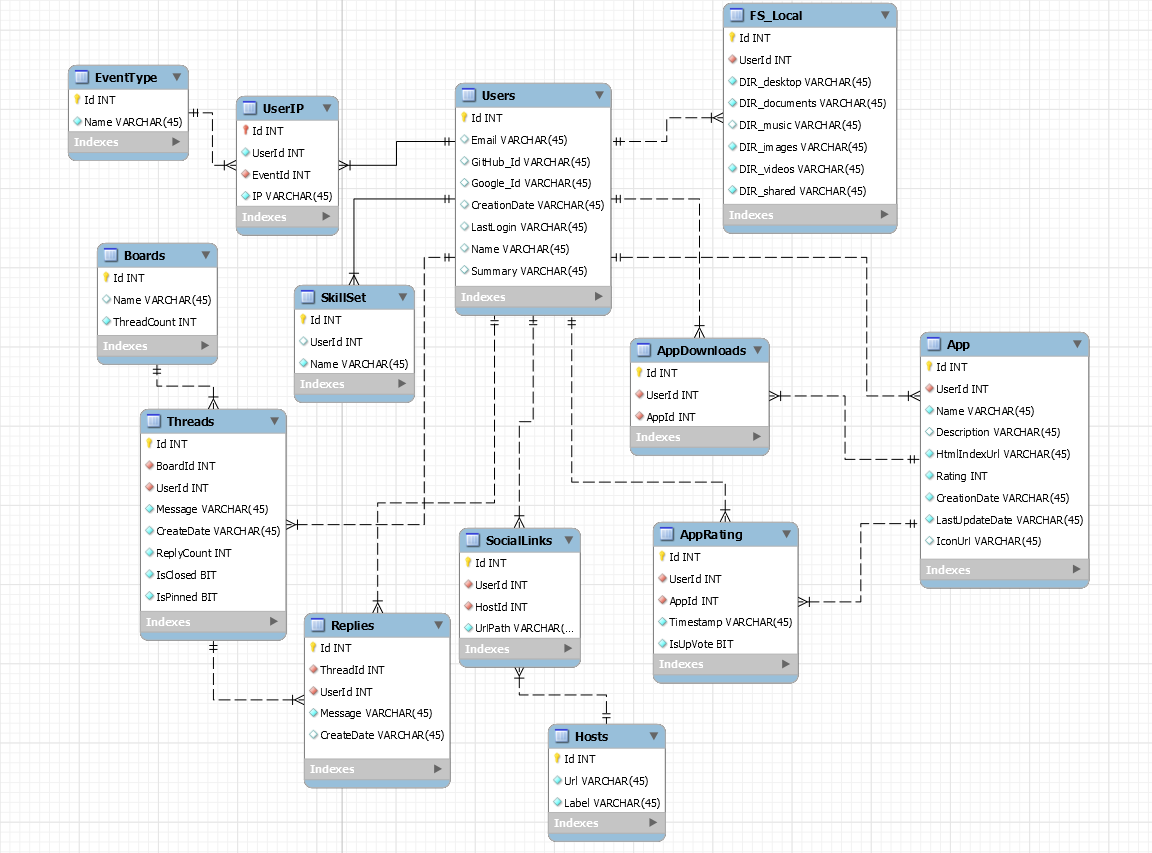 FS_Local
Id INT
UserId INT
DIR_desktop VARCHAR(45)
DIR_documents VARCHAR(45)
DIR_music VARCHAR(45)
DIR_images VARCHAR(45)
DIR_videos VARCHAR(45)
DIR_shared VARCHAR(45)
Indexes
EventType
Id INT
Name VARCHAR(45)
Indexes
UserIP
Id INT
UserId INT
EventId INT
IP VARCHAR(45)
Indexes
Users
Id INT
Email VARCHAR(45)
GitHub_Id VARCHAR(45)
Google_Id VARCHAR(45)
CreationDate VARCHAR(45)
LastLogin VARCHAR(45)
Name VARCHAR(45)
Summary VARCHAR(45)
Indexes
Boards
Id INT
Name VARCHAR(45)
ThreadCount INT
Indexes
SkillSet
Id INT
UserId INT
Name VARCHAR(45)
Indexes
AppDownloads
Id INT
UserId INT
AppId INT
Indexes
App
Id INT
UserId INT
Name VARCHAR(45)
Description VARCHAR(45)
HtmlIndexUrl VARCHAR(45)
Rating INT
CreationDate VARCHAR(45)
LastUpdateDate VARCHAR(45)
IconUrl VARCHAR(45)
Indexes
Threads
Id INT
BoardId INT
UserId INT
Message VARCHAR(45)
CreateDate VARCHAR(45)
ReplyCount INT
IsClosed BIT
IsPinned BIT
Indexes
SocialLinks
Id INT
UserId INT
HostId INT
UrlPath VARCHAR(...
Indexes
AppRating
Id INT
UserId INT
AppId INT
Timestamp VARCHAR(45)
IsUpVote BIT
Indexes
Replies
Id INT
ThreadId INT
UserId INT
Message VARCHAR(45)
CreateDate VARCHAR(45)
Indexes
Hosts
Id INT
Url VARCHAR(45)
Label VARCHAR(45)
Indexes